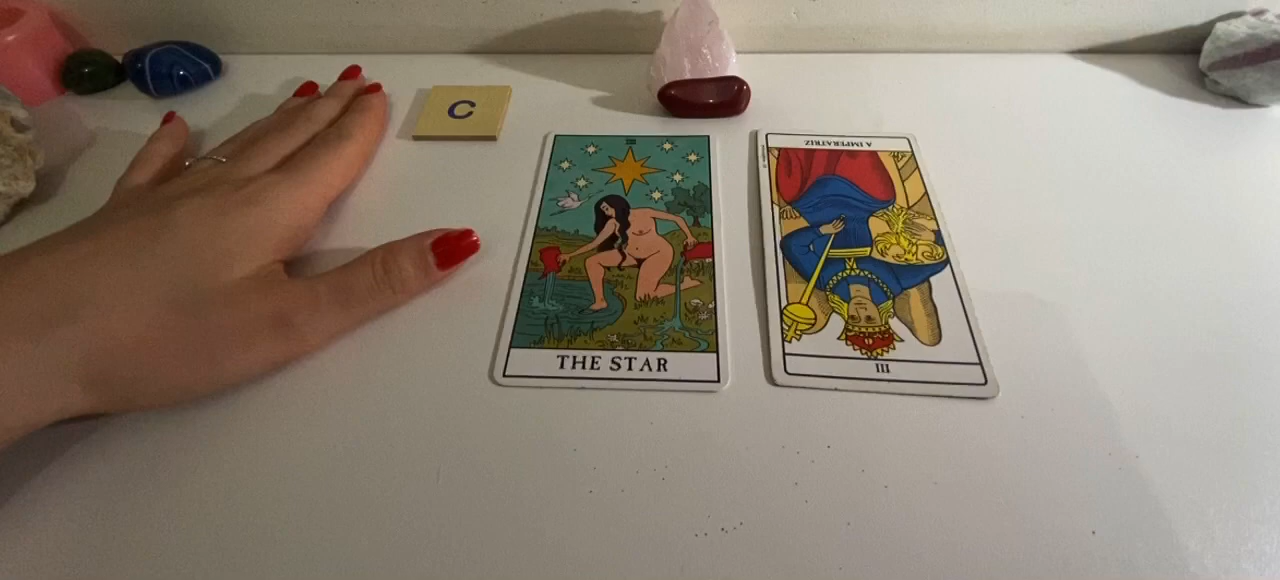 C
THE STAR
A IMPERATRIZ
III